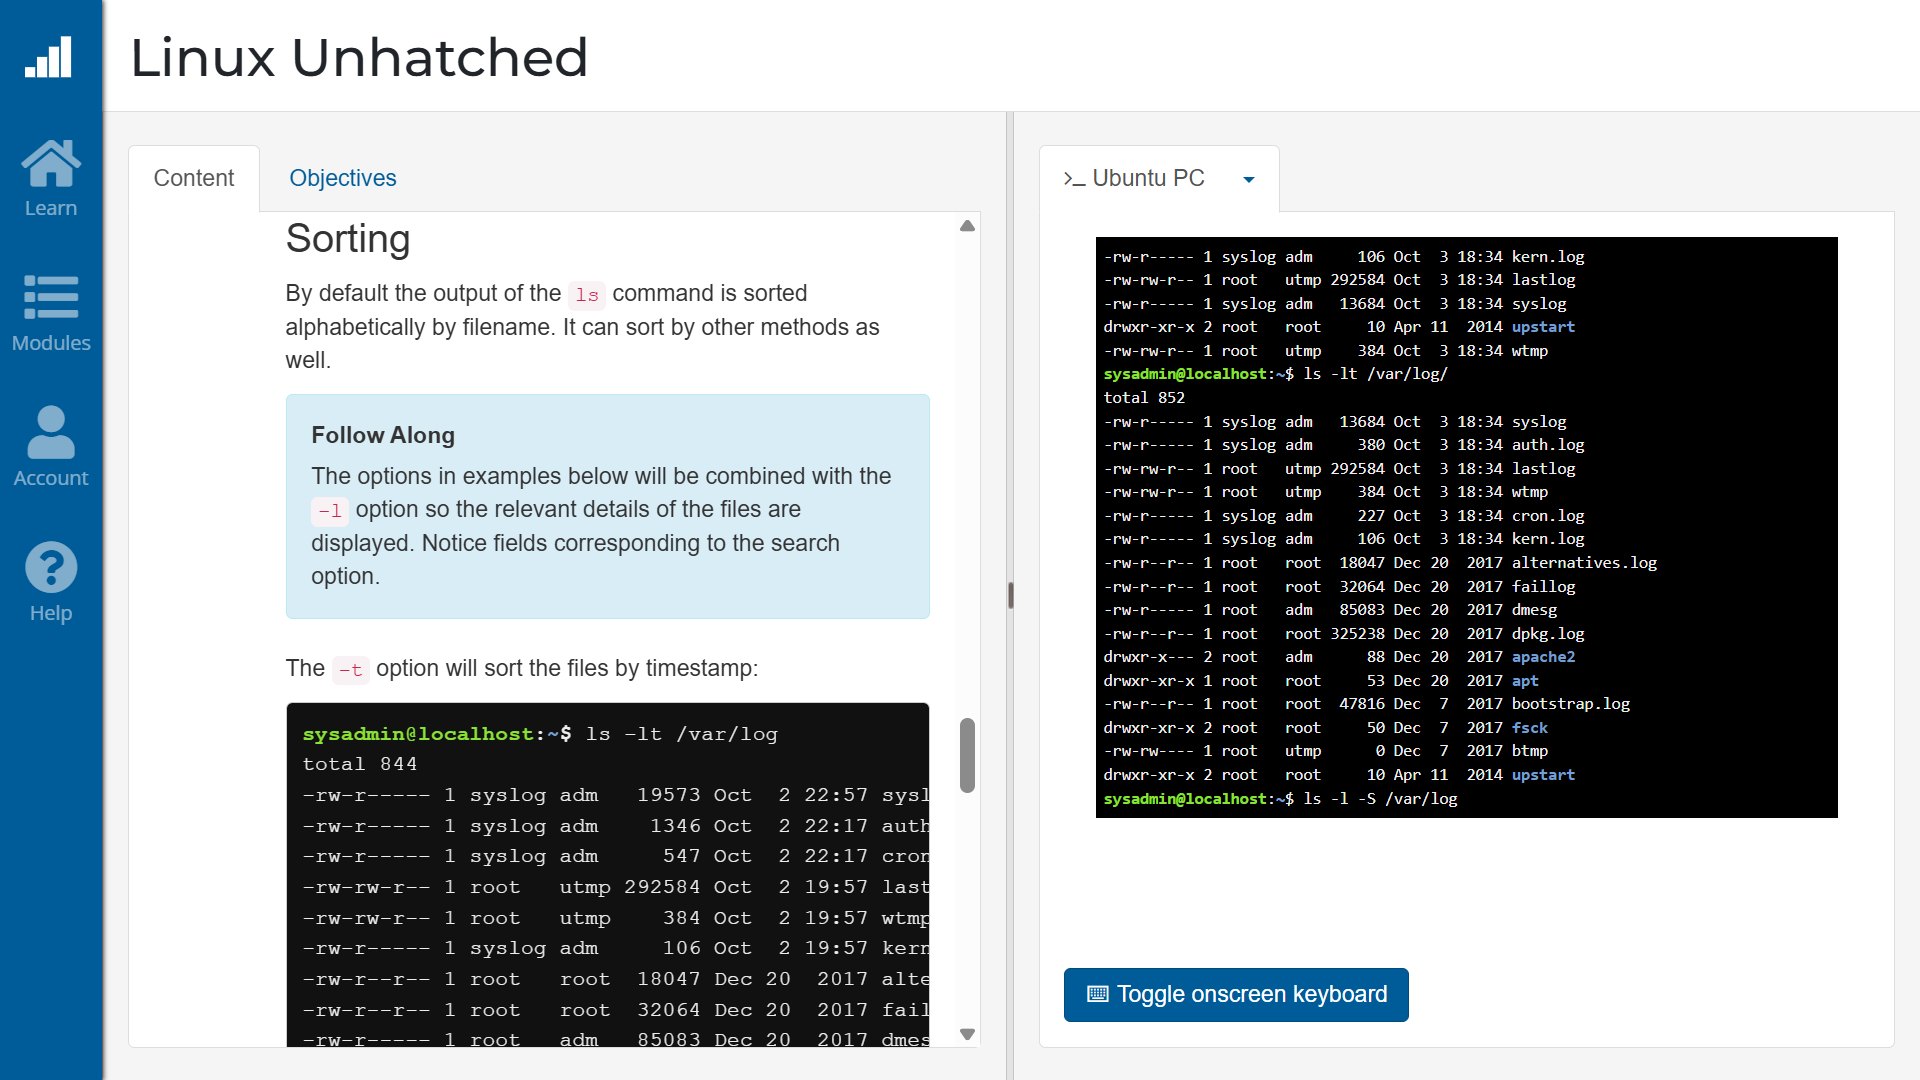 Linux Unhatched
Learn
Modules
Account
Help
Content
Objectives
Sorting
By default the output of the ls command is sorted
alphabetically by filename. It can sort by other methods as
well.
Follow Along
The options in examples below will be combined with the
-l option so the relevant details of the files are
displayed. Notice fields corresponding to the search
option.
The -t option will sort the files by timestamp:
sysadmin@localhost:~$ ls -lt /var/log
total 844
-rw-r----- 1 syslog adm   19573 Oct  2 22:57 sysl
-rw-r----- 1 syslog adm    1346 Oct  2 22:17 auth
-rw-r----- 1 syslog adm     547 Oct  2 22:17 cron
-rw-rw-r-- 1 root   utmp 292584 Oct  2 19:57 last
-rw-rw-r-- 1 root   utmp    384 Oct  2 19:57 wtmp
-rw-r----- 1 syslog adm     106 Oct  2 19:57 kern
-rw-r--r-- 1 root   root  18047 Dec 20  2017 alte
-rw-r--r-- 1 root   root  32064 Dec 20  2017 fail
-rw-r----- 1 root   adm   85083 Dec 20  2017 dmes
>_ Ubuntu PC
-rw-r----- 1 syslog adm     106 Oct  3 18:34 kern.log
-rw-rw-r-- 1 root   utmp 292584 Oct  3 18:34 lastlog
-rw-r----- 1 syslog adm   13684 Oct  3 18:34 syslog
drwxr-xr-x 2 root   root     10 Apr 11  2014 upstart
-rw-rw-r-- 1 root   utmp    384 Oct  3 18:34 wtmp
sysadmin@localhost:~$ ls -lt /var/log/
total 852
-rw-r----- 1 syslog adm   13684 Oct  3 18:34 syslog
-rw-r----- 1 syslog adm     380 Oct  3 18:34 auth.log
-rw-rw-r-- 1 root   utmp 292584 Oct  3 18:34 lastlog
-rw-rw-r-- 1 root   utmp    384 Oct  3 18:34 wtmp
-rw-r----- 1 syslog adm     227 Oct  3 18:34 cron.log
-rw-r----- 1 syslog adm     106 Oct  3 18:34 kern.log
-rw-r--r-- 1 root   root  18047 Dec 20  2017 alternatives.log
-rw-r--r-- 1 root   root  32064 Dec 20  2017 faillog
-rw-r----- 1 root   adm   85083 Dec 20  2017 dmesg
-rw-r--r-- 1 root   root 325238 Dec 20  2017 dpkg.log
drwxr-x--- 2 root   adm      88 Dec 20  2017 apache2
drwxr-xr-x 1 root   root     53 Dec 20  2017 apt
-rw-r--r-- 1 root   root  47816 Dec  7  2017 bootstrap.log
drwxr-xr-x 2 root   root     50 Dec  7  2017 fsck
-rw-rw---- 1 root   utmp      0 Dec  7  2017 btmp
drwxr-xr-x 2 root   root     10 Apr 11  2014 upstart
sysadmin@localhost:~$ ls -l -S /var/log
Toggle onscreen keyboard